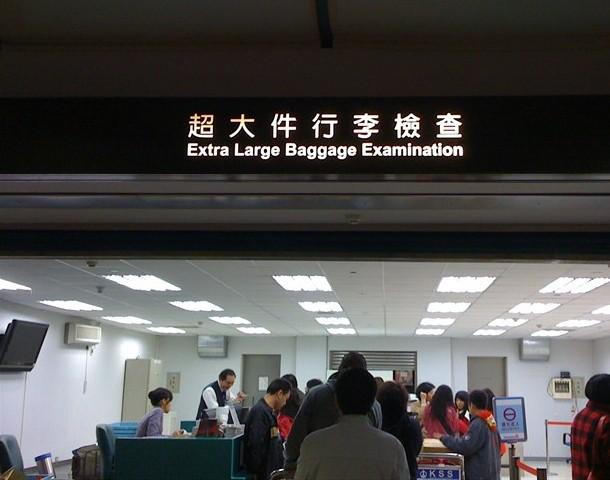 超大件行李檢查
Extra Large Baggage Examination
KSS